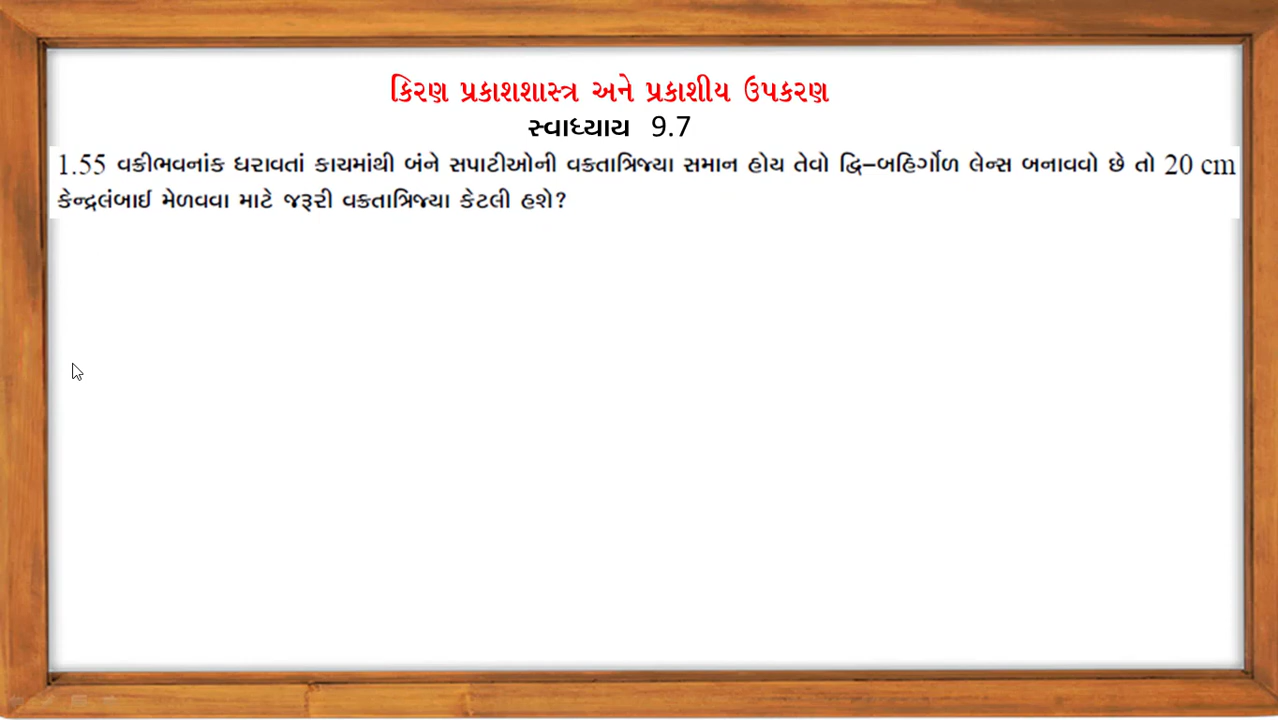 કિરણ પ્રકાશશાસ્ત્ર અને પ્રકાશીય ઉપકરણ
સ્વાધ્યાય 9.7
1.55 વક્રીભવનાંક ધરાવતાં કાચમાંથી બંને સપાટીઓની વક્રતાત્રિજ્યા સમાન હોય તેવો દ્વિ–બહિર્ગોળ લેન્સ બનાવવો છે તો 20 cm
કેન્દ્રલંબાઈ મેળવવા માટે જરૂરી વક્રતાત્રિજ્યા કેટલી હશે?